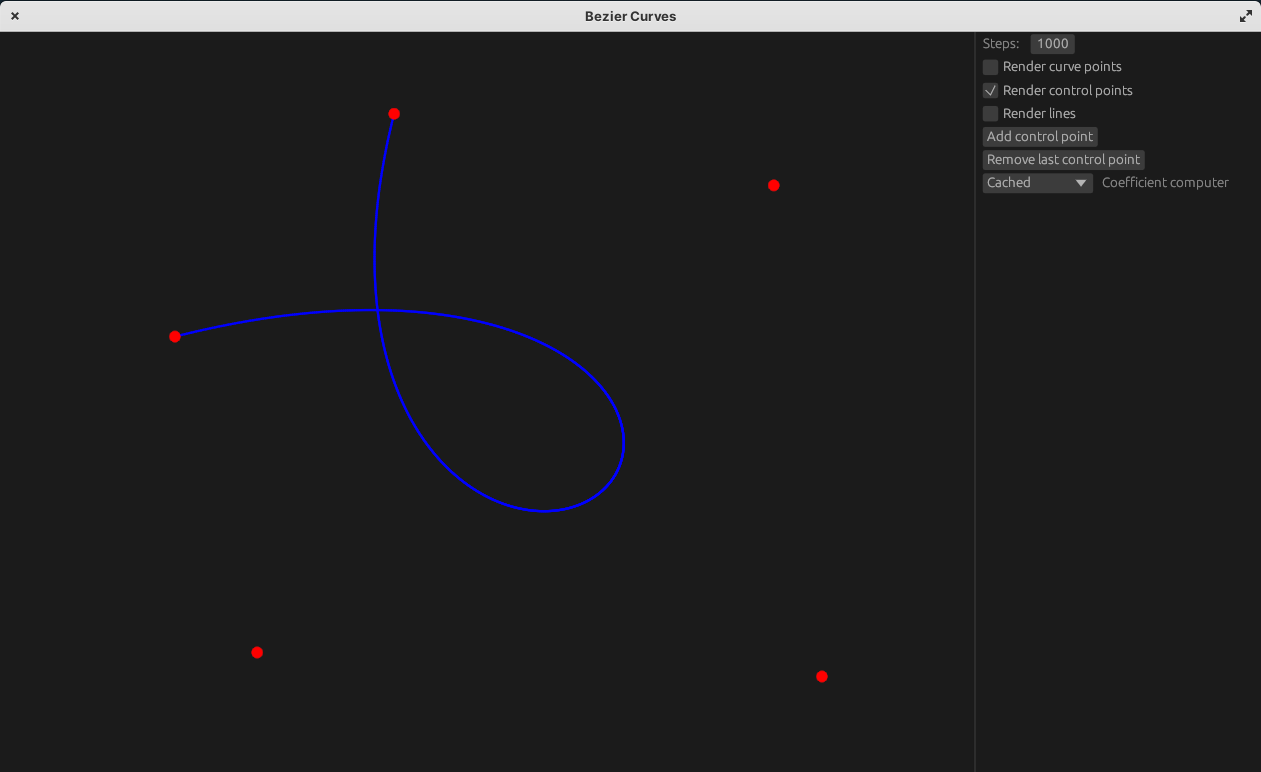 Bezier Curves
Steps: 1000
Render curve points
Render control points
Render lines
Add control point
Remove last control point
Cached Coefficient computer